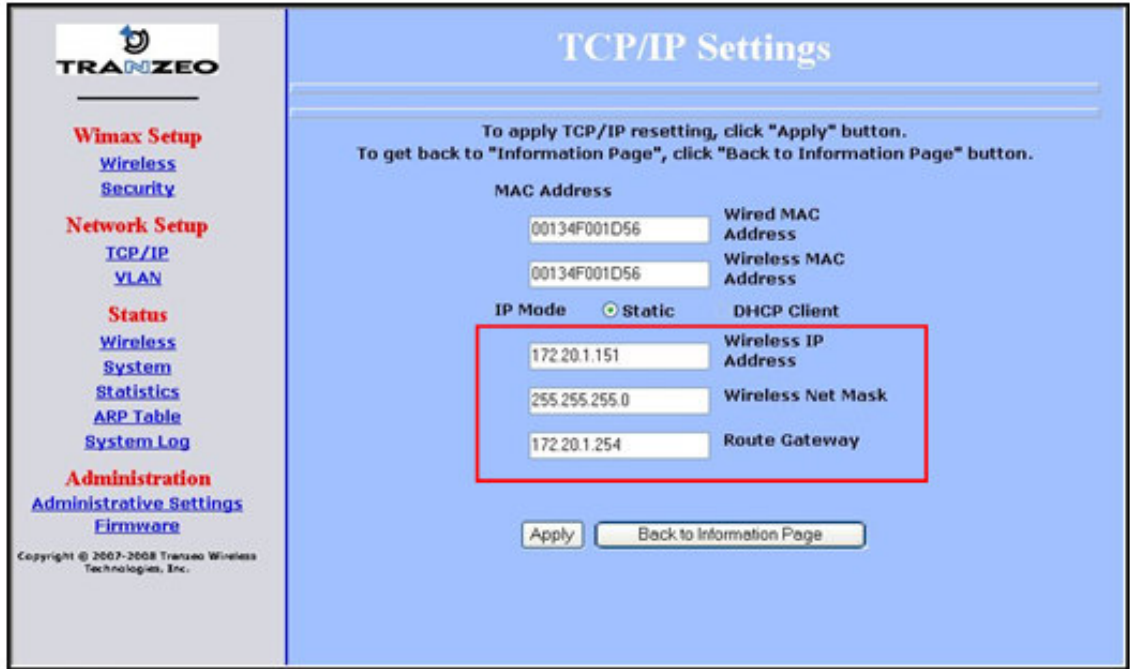 TRANZEO
Wimax Setup
Wireless
Security
Network Setup
TCP/IP
VLAN
Status
Wireless
System
Statistics
ARP Table
System Log
Administration
Administrative Settings
Firmware
Copyright © 2007-2008 Tranzeo Wireless
Technologies, Inc.
TCP/IP Settings
To apply TCP/IP resetting, click "Apply" button.
To get back to "Information Page", click "Back to Information Page" button.
MAC Address
00134F001D56 Wired MAC
Address
00134F001D56 Wireless MAC
Address
IP Mode Static DHCP Client
172.20.1.151 Wireless IP
Address
255.255.255.0 Wireless Net Mask
172.20.1.254 Route Gateway
Apply Back to Information Page